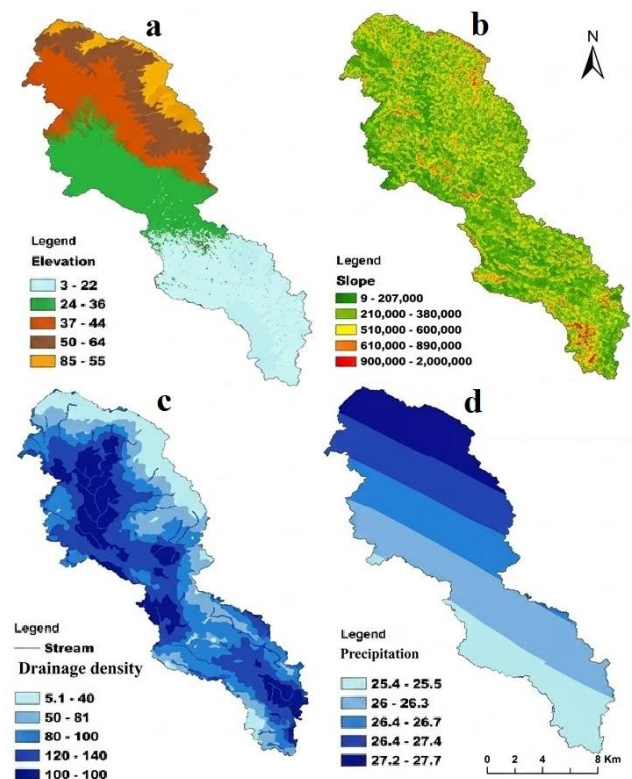 a
Legend
Elevation
3 - 22
24 - 36
37 - 44
50 - 64
85 - 55
b
N
Legend
Slope
9 - 207,000
210,000 - 380,000
510,000 - 600,000
610,000 - 890,000
900,000 - 2,000,000
c
Legend
Stream
Drainage density
5.1 - 40
50 - 81
80 - 100
120 - 140
100 - 100
d
Legend
Precipitation
25.4 - 25.5
26 - 26.3
26.4 - 26.7
26.4 - 27.4
27.2 - 27.7
0 2 4 8 Km